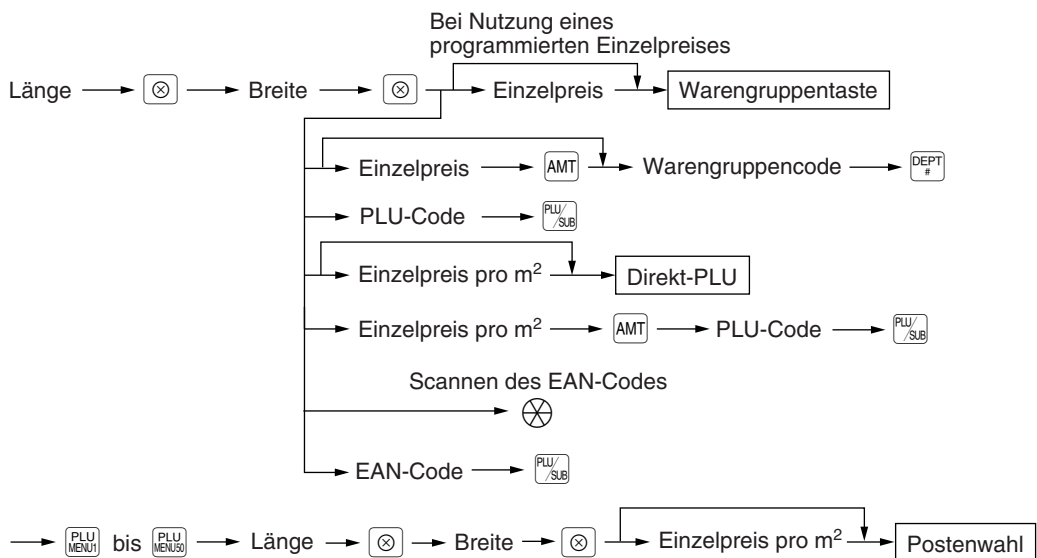 Bei Nutzung eines
programmierten Einzelpreises
Länge ⊗ Breite ⊗ Einzelpreis Warengruppentaste
Einzelpreis AMT Warengruppencode DEPT #
PLU-Code PLU/SUB
Einzelpreis pro m² Direkt-PLU
Einzelpreis pro m² AMT PLU-Code PLU/SUB
Scannen des EAN-Codes
EAN-Code PLU/SUB
PLU MENU1 bis PLU MENU50 Länge ⊗ Breite ⊗ Einzelpreis pro m² Postenwahl